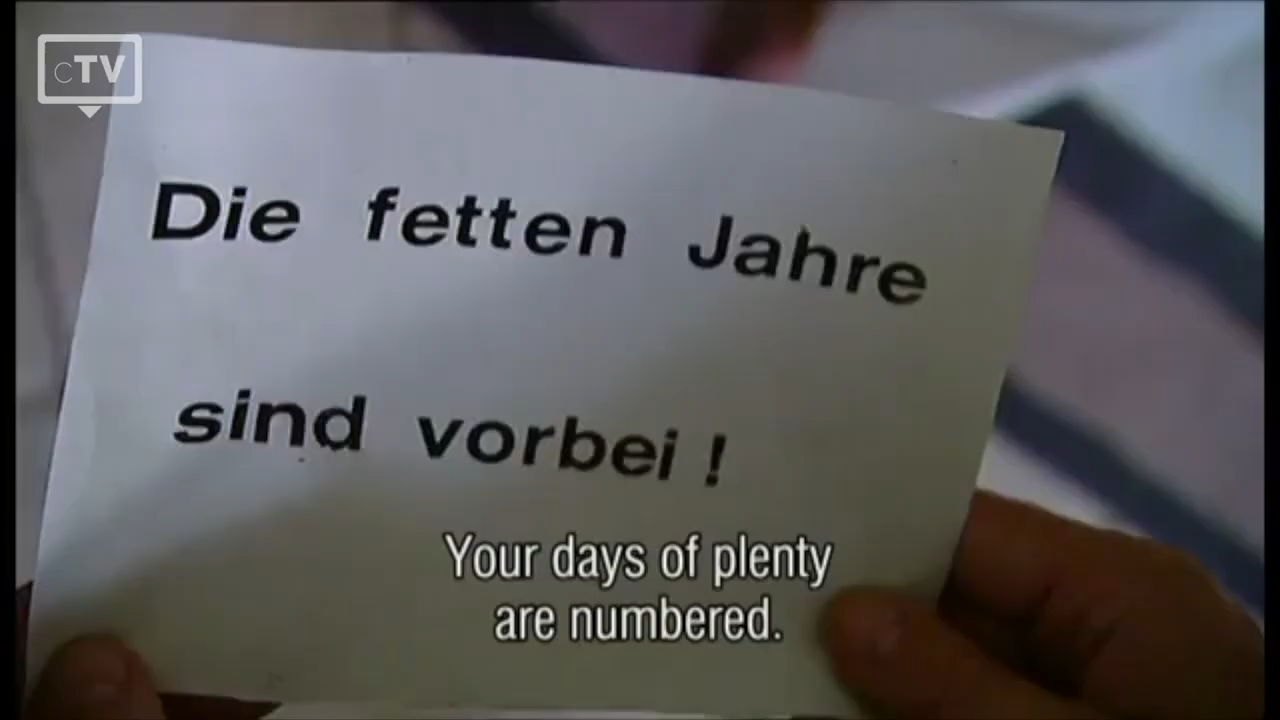 cTV
Die fetten Jahre
sind vorbei !
Your days of plenty
are numbered.